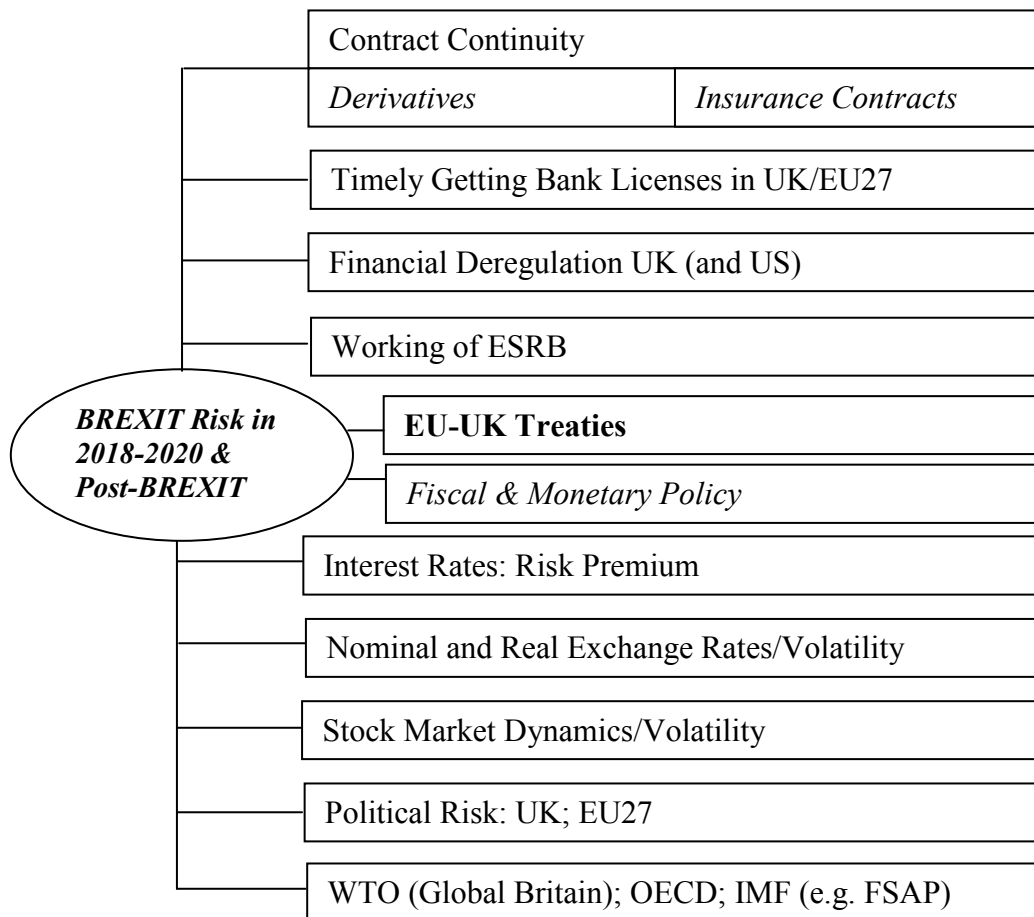 Contract Continuity
Derivatives
Insurance Contracts
Timely Getting Bank Licenses in UK/EU27
Financial Deregulation UK (and US)
Working of ESRB
BREXIT Risk in
2018-2020 &
Post-BREXIT
EU-UK Treaties
Fiscal & Monetary Policy
Interest Rates: Risk Premium
Nominal and Real Exchange Rates/Volatility
Stock Market Dynamics/Volatility
Political Risk: UK; EU27
WTO (Global Britain); OECD; IMF (e.g. FSAP)